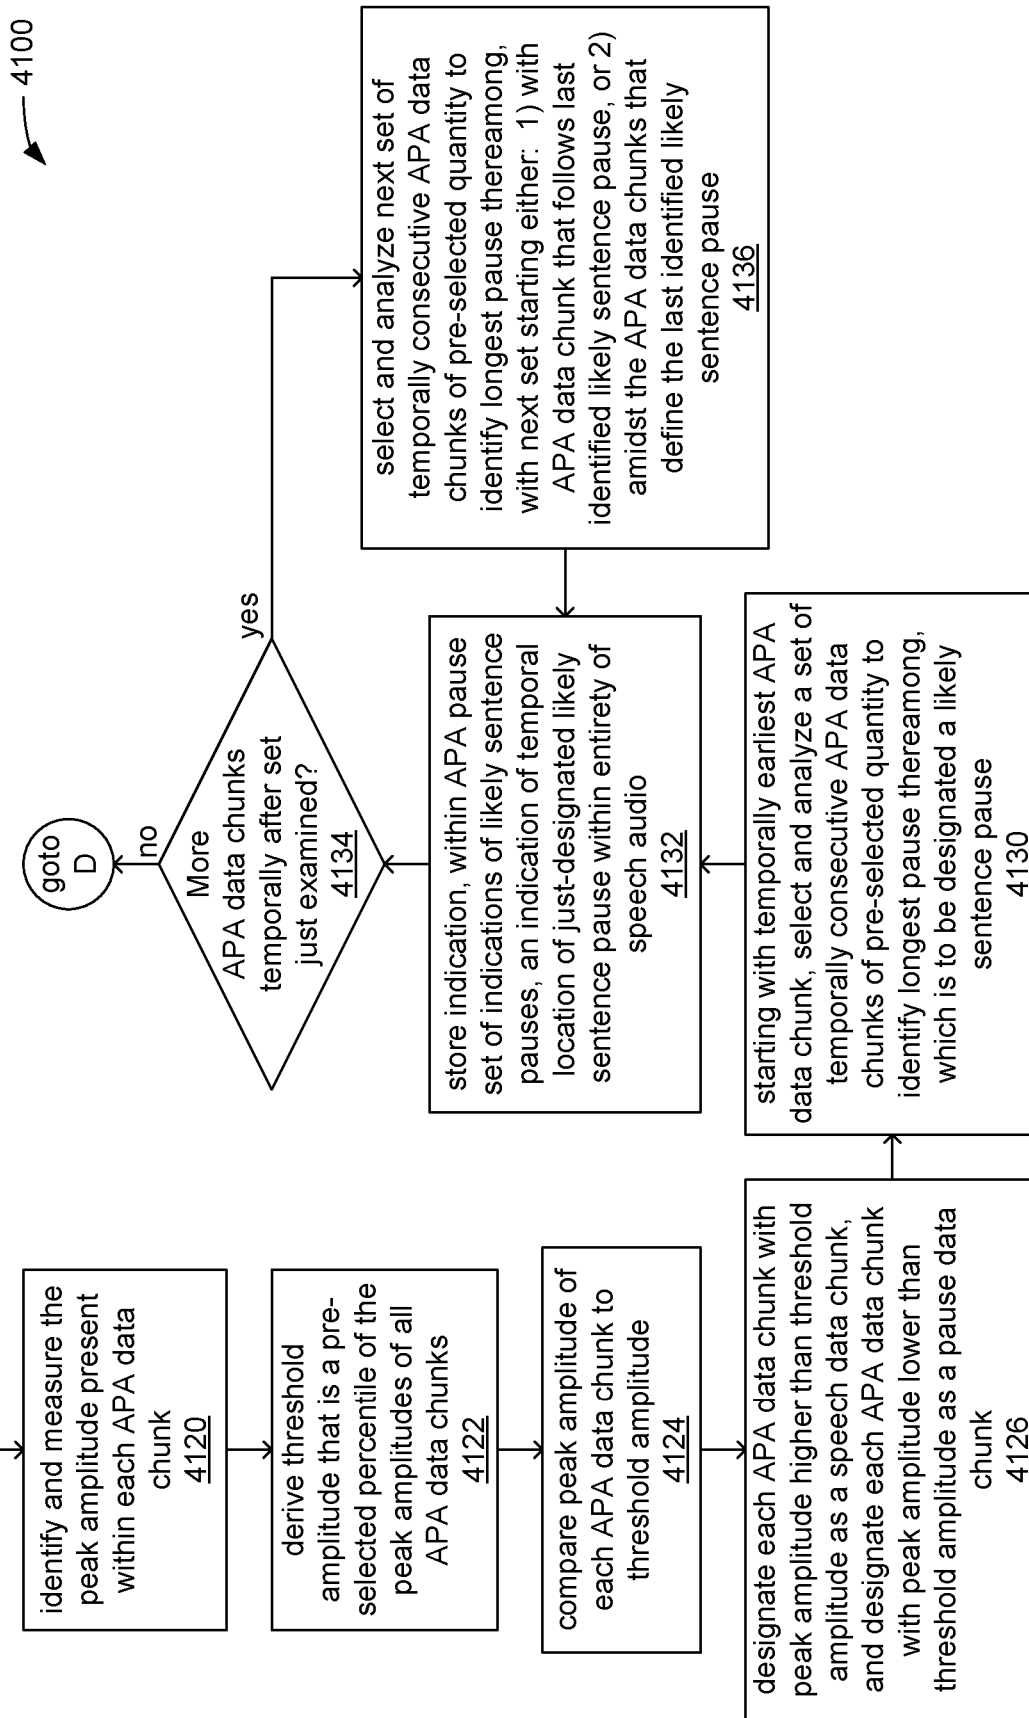 4100
identify and measure the
peak amplitude present
within each APA data
chunk
4120
derive threshold
amplitude that is a pre-
selected percentile of the
peak amplitudes of all
APA data chunks
4122
compare peak amplitude of
each APA data chunk to
threshold amplitude
4124
designate each APA data chunk with
peak amplitude higher than threshold
amplitude as a speech data chunk,
and designate each APA data chunk
with peak amplitude lower than
threshold amplitude as a pause data
chunk
4126
starting with temporally earliest APA
data chunk, select and analyze a set of
temporally consecutive APA data
chunks of pre-selected quantity to
identify longest pause thereamong,
which is to be designated a likely
sentence pause
4130
store indication, within APA pause
set of indications of likely sentence
pauses, an indication of temporal
location of just-designated likely
sentence pause within entirety of
speech audio
4132
More
APA data chunks
temporally after set
just examined?
4134
no
goto
D
yes
select and analyze next set of
temporally consecutive APA data
chunks of pre-selected quantity to
identify longest pause thereamong,
with next set starting either: 1) with
APA data chunk that follows last
identified likely sentence pause, or 2)
amidst the APA data chunks that
define the last identified likely
sentence pause
4136